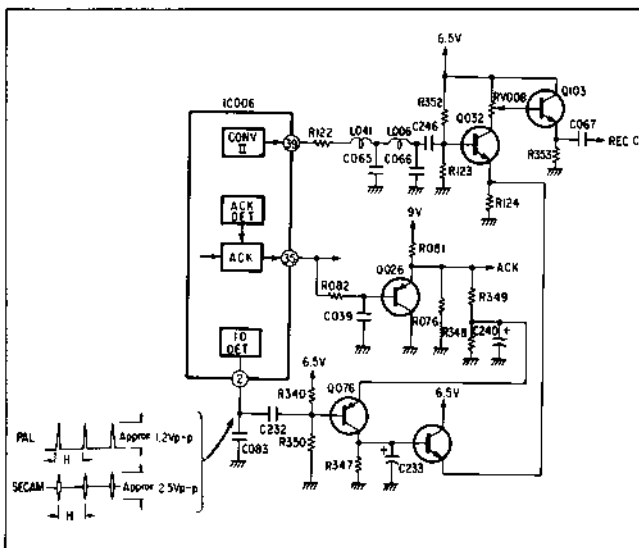 6.5V
IC006
RV008
Q103
R352
Q032
C067
CONV II
39
R122
L041
L006
C246
REC C
C065
C066
R123
R353
R124
ACK DET
9V
R081
ACK
35
Q026
ACK
R082
R349
C039
R076
R348
C240
+
ID DET
6.5V
2
R340
Q076
6.5V
C232
C083
R350
R347
+
C233
PAL
Approx 1.2Vp-p
H
SECAM
Approx 2.5Vp-p
H